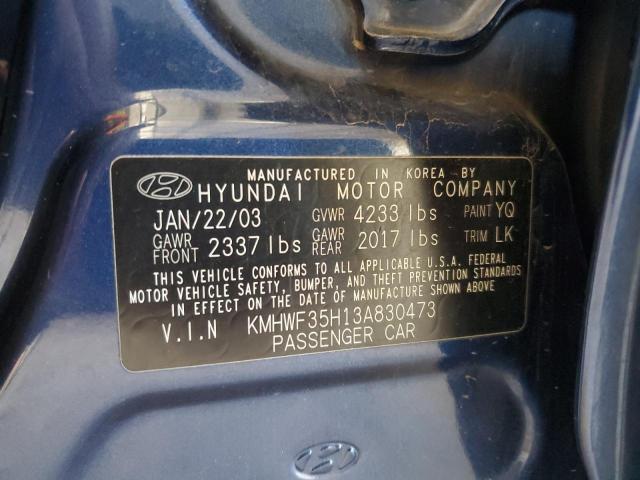 MANUFACTURED IN KOREA BY
HYUNDAI MOTOR COMPANY
JAN/22/03 GVWR 4233 lbs PAINT YQ
GAWR FRONT 2337 lbs GAWR REAR 2017 lbs TRIM LK
THIS VEHICLE CONFORMS TO ALL APPLICABLE U.S.A. FEDERAL
MOTOR VEHICLE SAFETY, BUMPER, AND THEFT PREVENTION STANDARDS
IN EFFECT ON THE DATE OF MANUFACTURE SHOWN ABOVE.
V.I.N KMHWF35H13A830473
PASSENGER CAR